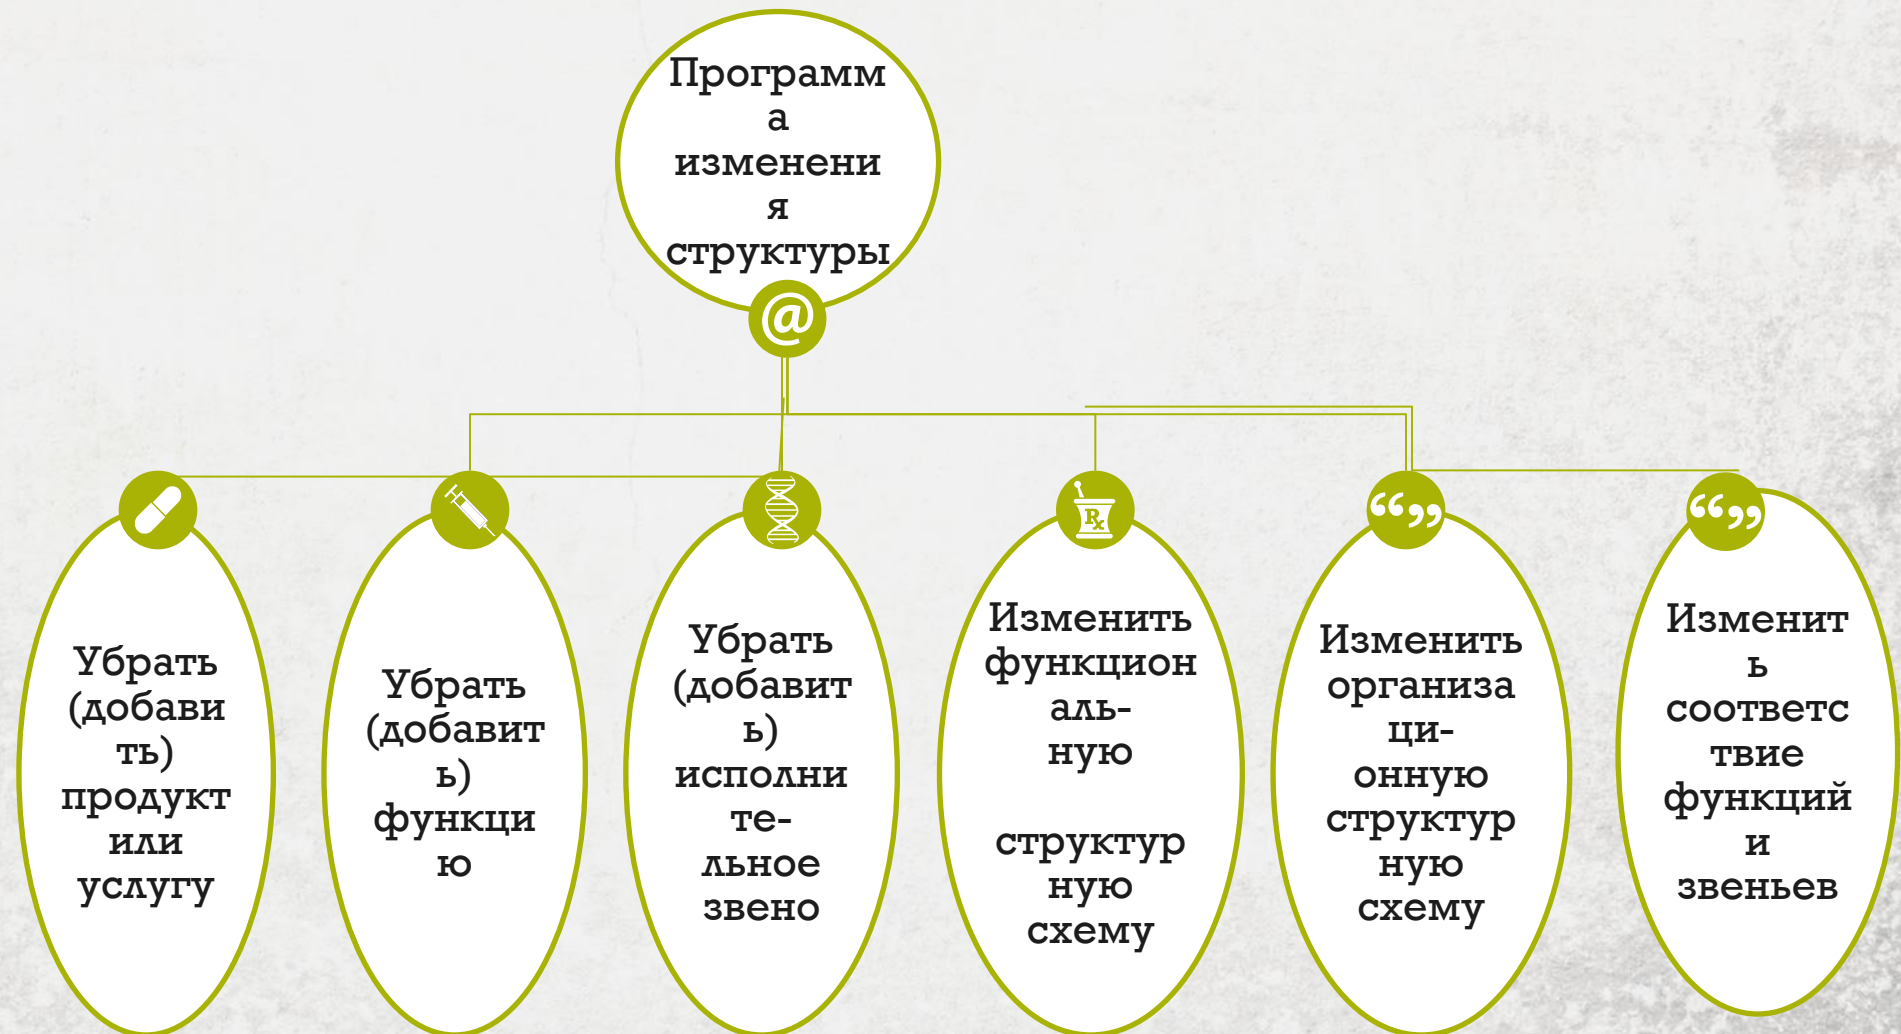 Программ
а
изменени
я
структуры
@
Убрать
(добави
ть)
продукт
или
услугу
Убрать
(добавит
ь)
функци
ю
Убрать
(добавит
ь)
исполни
те-
льное
звено
Rx
Изменить
функцион
аль-
ную
структур
ную
схему
“„
Изменить
организа
ци-
онную
структур
ную
схему
“„
Изменит
ь
соответс
твие
функций
и
звеньев